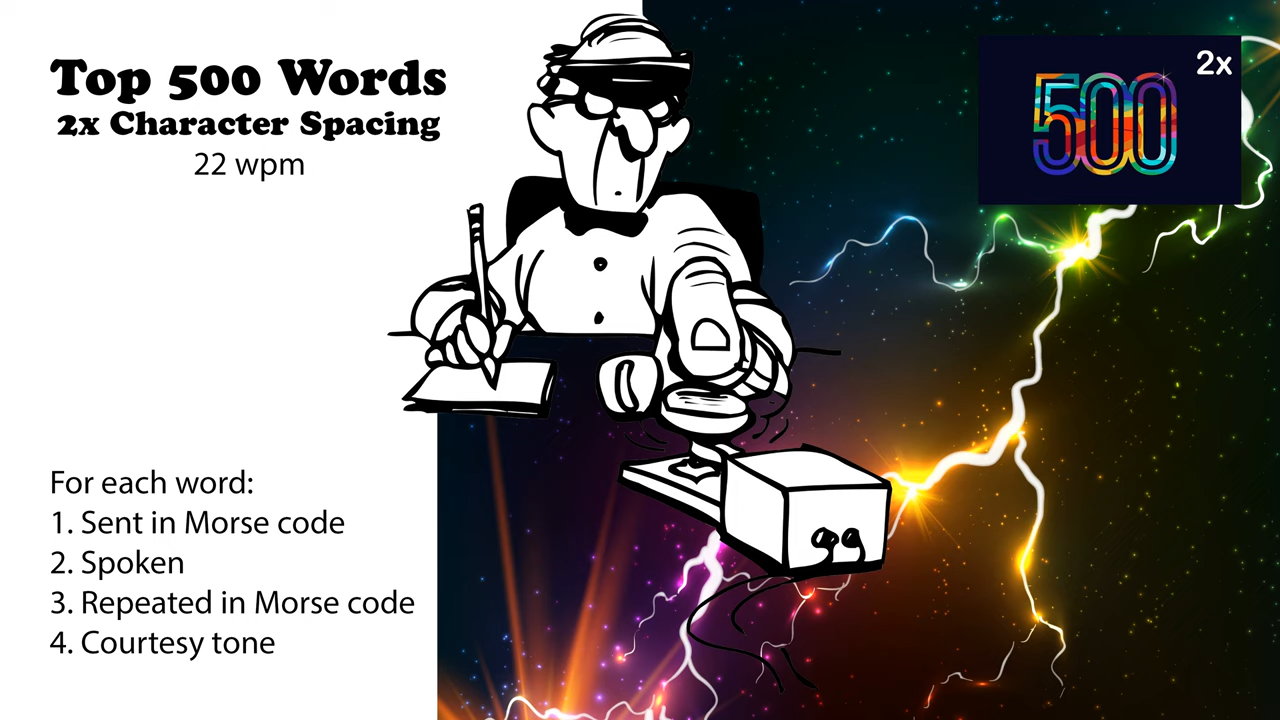 Top 500 Words
2x Character Spacing
22 wpm
2x
500
For each word:
1. Sent in Morse code
2. Spoken
3. Repeated in Morse code
4. Courtesy tone